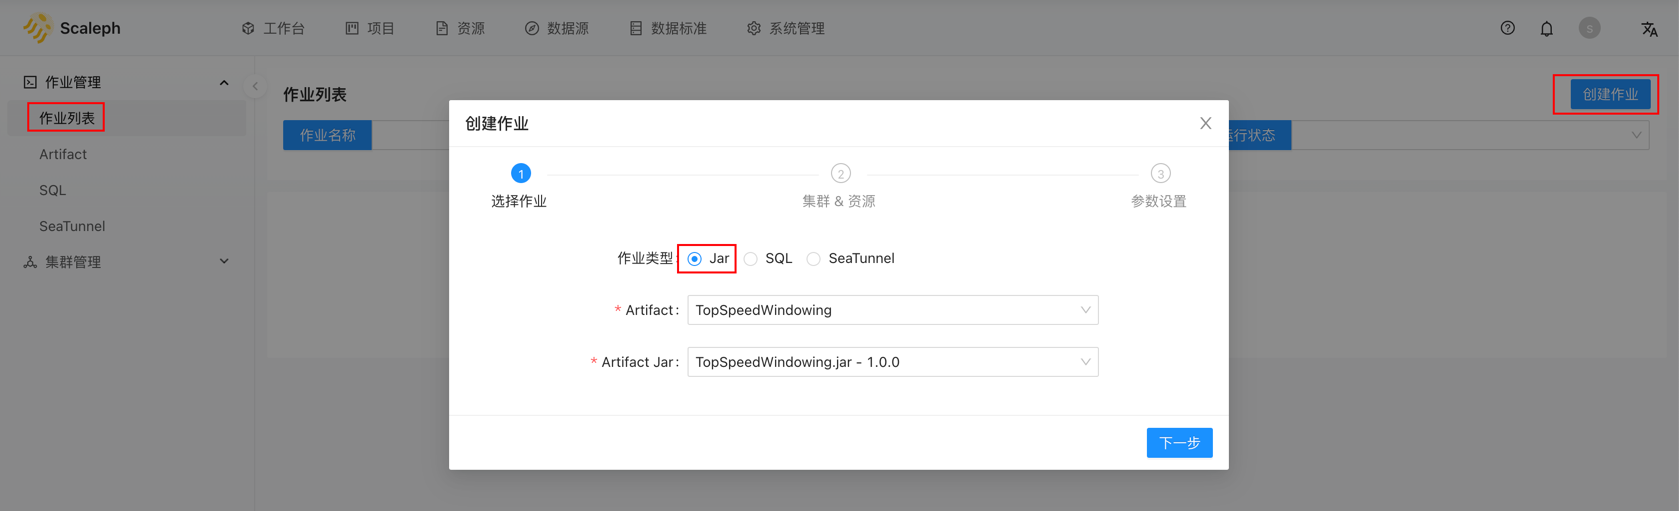 Scaleph
工作台
项目
资源
数据源
数据标准
系统管理
S
作业管理
作业列表
Artifact
SQL
SeaTunnel
集群管理
作业列表
创建作业
作业名称
运行状态
创建作业
1
选择作业
2
集群 & 资源
3
参数设置
作业类型: Jar SQL SeaTunnel
* Artifact: TopSpeedWindowing
* Artifact Jar: TopSpeedWindowing.jar - 1.0.0
下一步